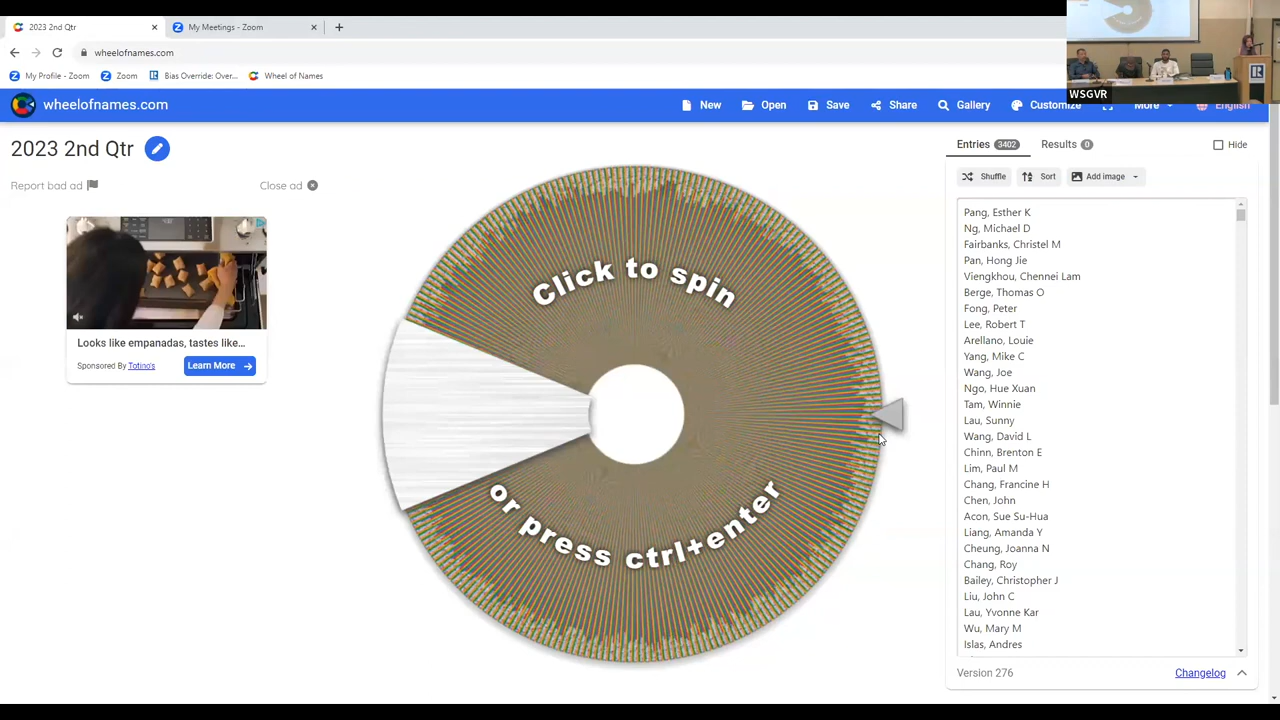 2023 2nd Qtr
My Meetings - Zoom
wheelofnames.com
My Profile - Zoom
Zoom
Bias Override: Over...
Wheel of Names
WSGVR
wheelofnames.com
New
Open
Save
Share
Gallery
Customize
More
English
2023 2nd Qtr
Report bad ad
Close ad
Looks like empanadas, tastes like...
Sponsored By Totino's
Learn More
Click to spin
or press ctrl+enter
Entries 3402
Results 0
Hide
Shuffle
Sort
Add image
Pang, Esther K
Ng, Michael D
Fairbanks, Christel M
Pan, Hong Jie
Viengkhou, Chennei Lam
Berge, Thomas O
Fong, Peter
Lee, Robert T
Arellano, Louie
Yang, Mike C
Wang, Joe
Ngo, Hue Xuan
Tam, Winnie
Lau, Sunny
Wang, David L
Chinn, Brenton E
Lim, Paul M
Chang, Francine H
Chen, John
Acon, Sue Su-Hua
Liang, Amanda Y
Cheung, Joanna N
Chang, Roy
Bailey, Christopher J
Liu, John C
Lau, Yvonne Kar
Wu, Mary M
Islas, Andres
Version 276
Changelog